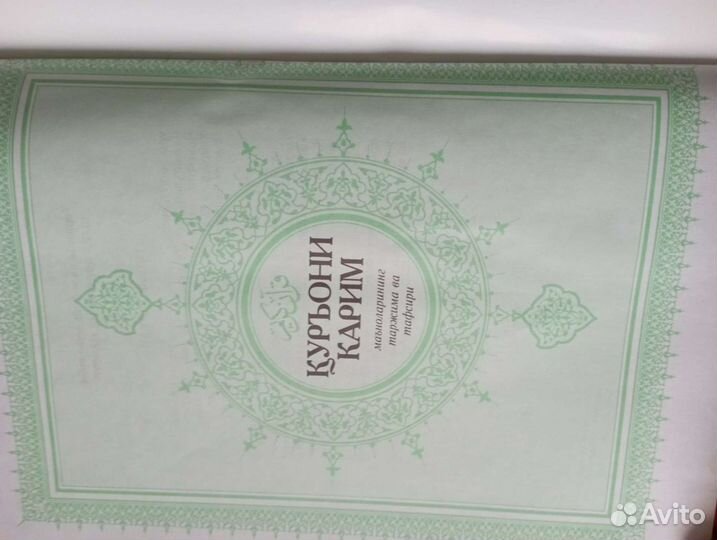 ҚУРЪОНИ
КАРИМ
маъноларининг
таржима ва
тафсири
Avito